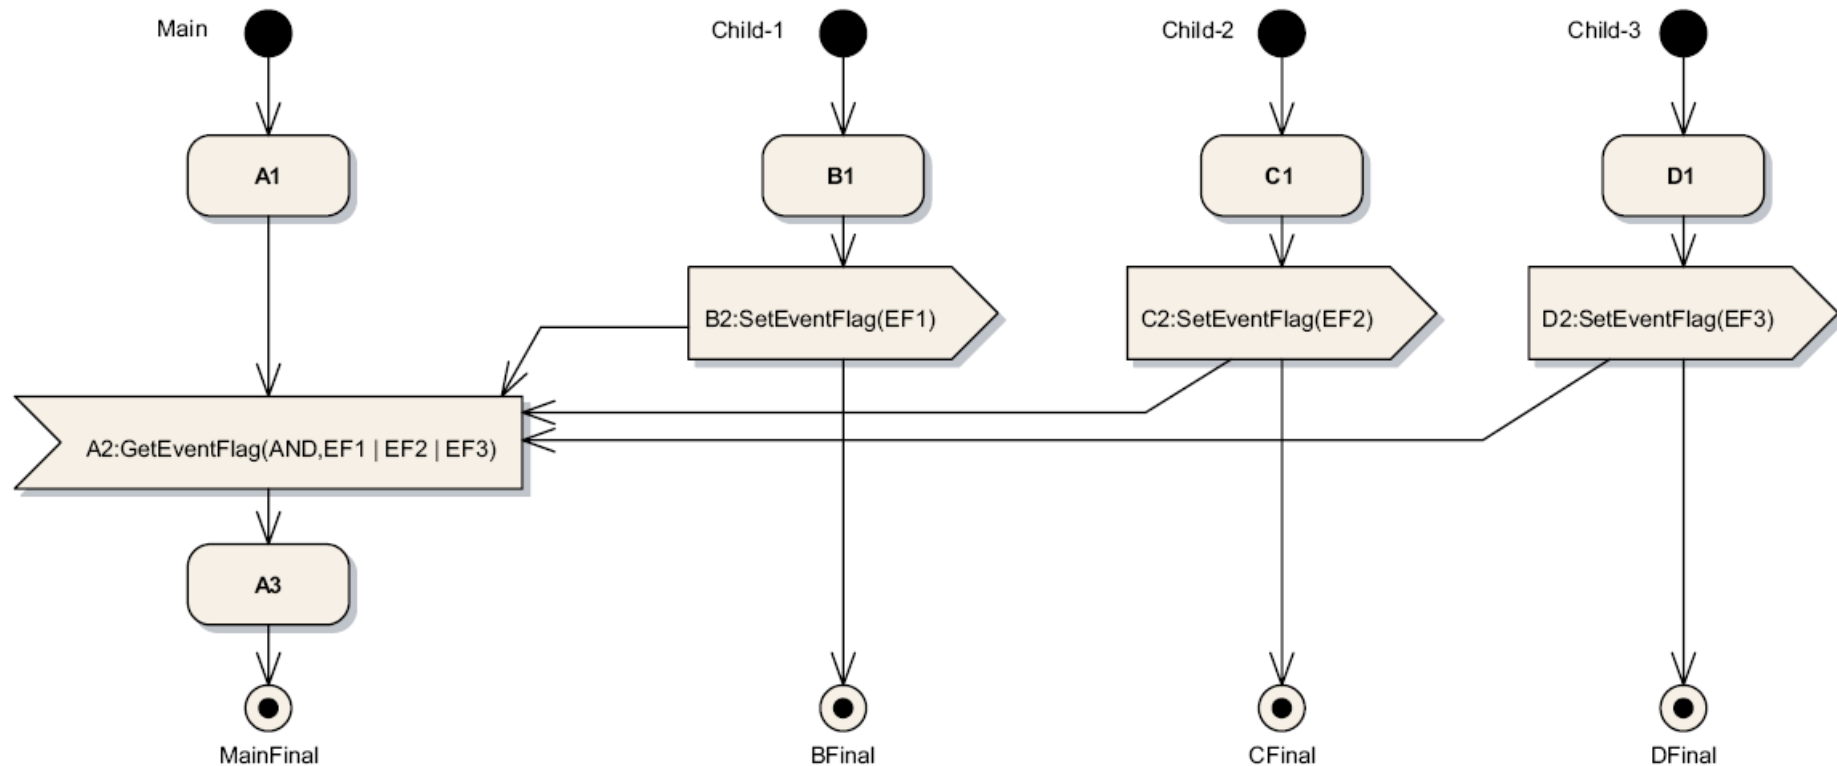 Main
Child-1
Child-2
Child-3
A1
B1
C1
D1
B2:SetEventFlag(EF1)
C2:SetEventFlag(EF2)
D2:SetEventFlag(EF3)
A2:GetEventFlag(AND,EF1 | EF2 | EF3)
A3
MainFinal
BFinal
CFinal
DFinal